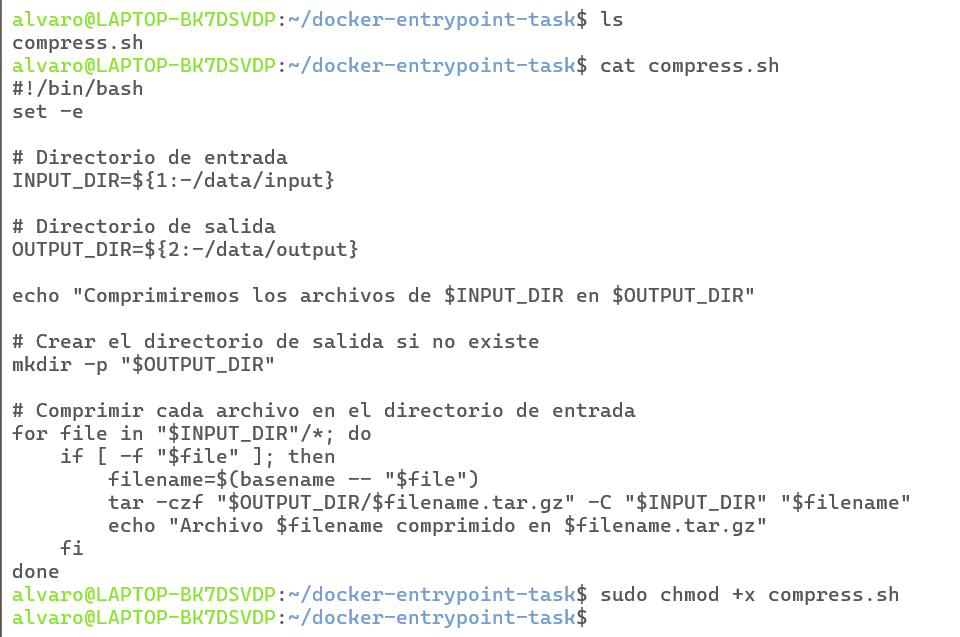 alvaro@LAPTOP-BK7DSVDP:~/docker-entrypoint-task$ ls
compress.sh
alvaro@LAPTOP-BK7DSVDP:~/docker-entrypoint-task$ cat compress.sh
#!/bin/bash
set -e

# Directorio de entrada
INPUT_DIR=${1:-/data/input}

# Directorio de salida
OUTPUT_DIR=${2:-/data/output}

echo "Comprimiremos los archivos de $INPUT_DIR en $OUTPUT_DIR"

# Crear el directorio de salida si no existe
mkdir -p "$OUTPUT_DIR"

# Comprimir cada archivo en el directorio de entrada
for file in "$INPUT_DIR"/*; do
    if [ -f "$file" ]; then
        filename=$(basename -- "$file")
        tar -czf "$OUTPUT_DIR/$filename.tar.gz" -C "$INPUT_DIR" "$filename"
        echo "Archivo $filename comprimido en $filename.tar.gz"
    fi
done
alvaro@LAPTOP-BK7DSVDP:~/docker-entrypoint-task$ sudo chmod +x compress.sh
alvaro@LAPTOP-BK7DSVDP:~/docker-entrypoint-task$